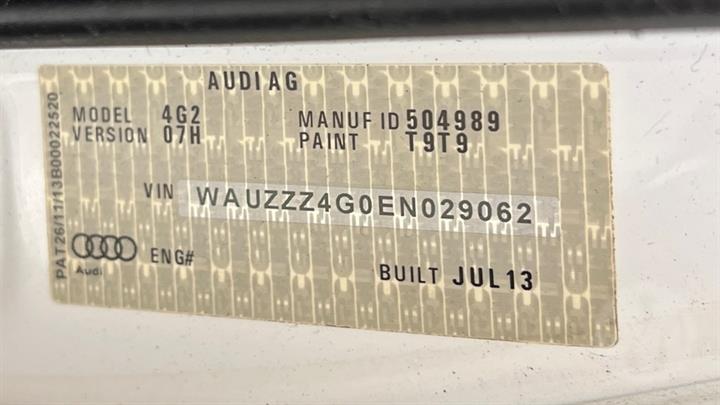 AUDI AG
MODEL 4G2 MANUF ID 504989
VERSION 07H PAINT T9T9
VIN WAUZZZ4G0EN029062
Audi ENG# BUILT JUL13
PAT26/11/13B00022520